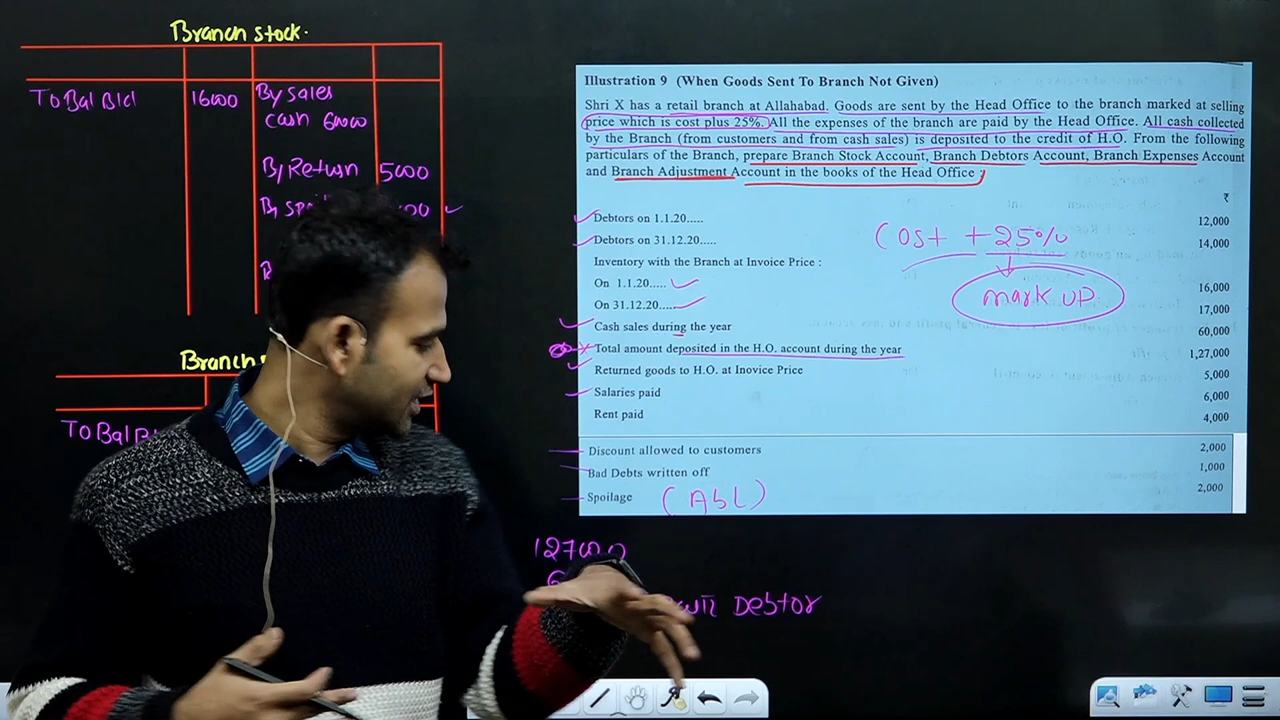 Branch stock.
To Bal b/d 16000 By sales
cash 60000
By Return 5000
Branch
To Bal
Illustration 9 (When Goods Sent To Branch Not Given)
Shri X has a retail branch at Allahabad. Goods are sent by the Head Office to the branch marked at selling
price which is cost plus 25%. All the expenses of the branch are paid by the Head Office. All cash collected
by the Branch (from customers and from cash sales) is deposited to the credit of H.O. From the following
particulars of the Branch, prepare Branch Stock Account, Branch Debtors Account, Branch Expenses Account
and Branch Adjustment Account in the books of the Head Office :
₹
Debtors on 1.1.20..... 12,000
Debtors on 31.12.20..... 14,000
Inventory with the Branch at Invoice Price :
On 1.1.20..... 16,000
On 31.12.20..... 17,000
Cash sales during the year 60,000
Total amount deposited in the H.O. account during the year 1,27,000
Returned goods to H.O. at Inovice Price 5,000
Salaries paid 6,000
Rent paid 4,000
Discount allowed to customers 2,000
Bad Debts written off 1,000
Spoilage 2,000
Cost + 25%
mark up
(AbL)
127000
Debtor